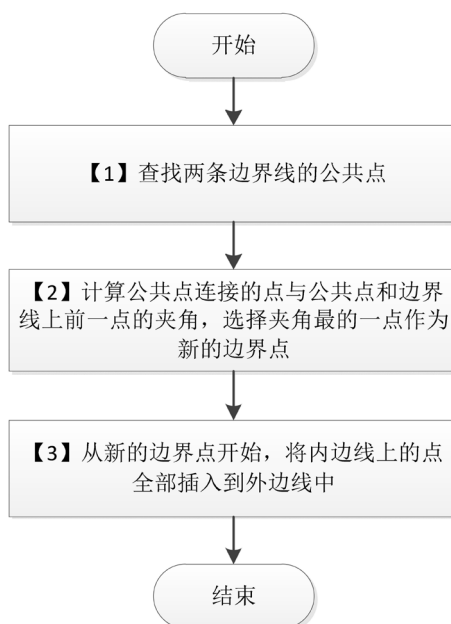 开始
【1】查找两条边界线的公共点
【2】计算公共点连接的点与公共点和边界
线上前一点的夹角，选择夹角最的一点作为
新的边界点
【3】从新的边界点开始，将内边线上的点
全部插入到外边线中
结束